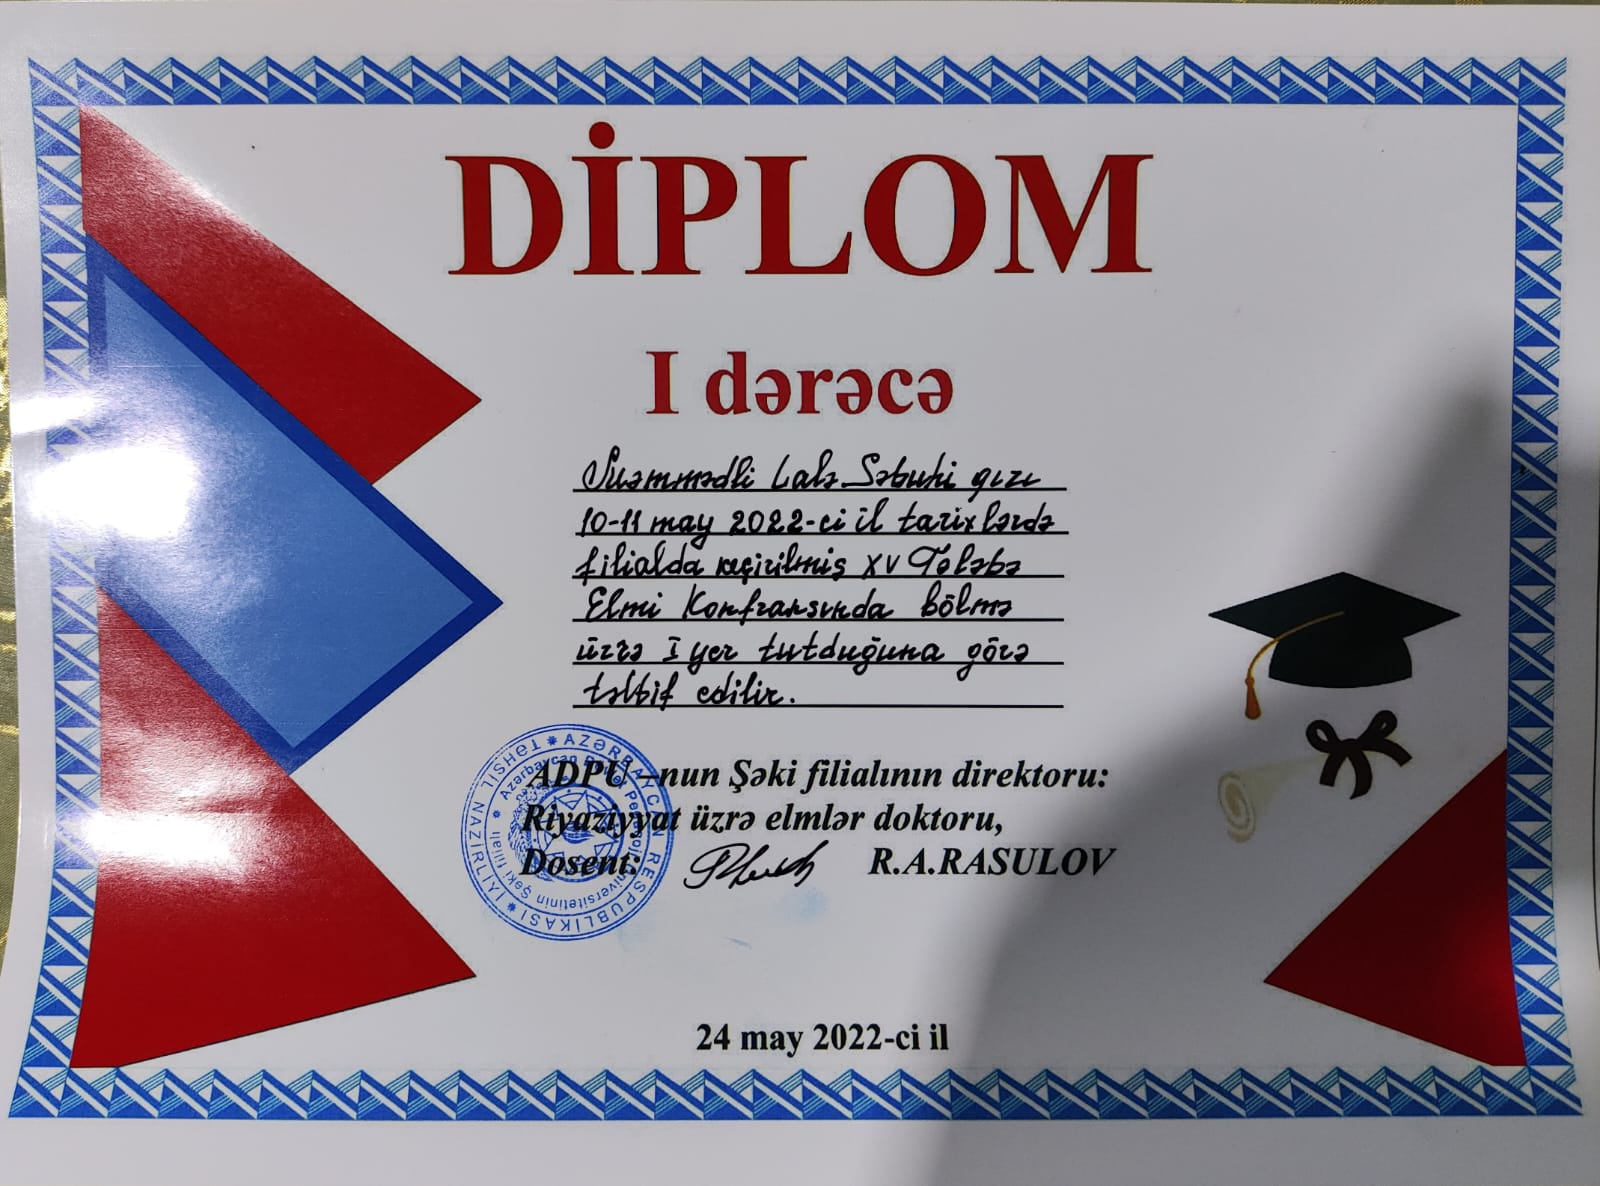 DİPLOM
I dərəcə
Məmmədli Lalə Səbuhi qızı
10-11 may 2022-ci il tarixlərdə
filialda keçirilmiş XV Tələbə
Elmi Konfransında bölmə
üzrə I yer tutduğuna görə
təltif edilir.
ADPU –nun Şəki filialının direktoru:
Riyaziyyat üzrə elmlər doktoru,
Dosent: R.A.RASULOV
AZƏRBAYCAN RESPUBLİKASI TƏHSİL NAZİRLİYİ
Azərbaycan Dövlət Pedaqoji Universitetinin Şəki filialı
24 may 2022-ci il